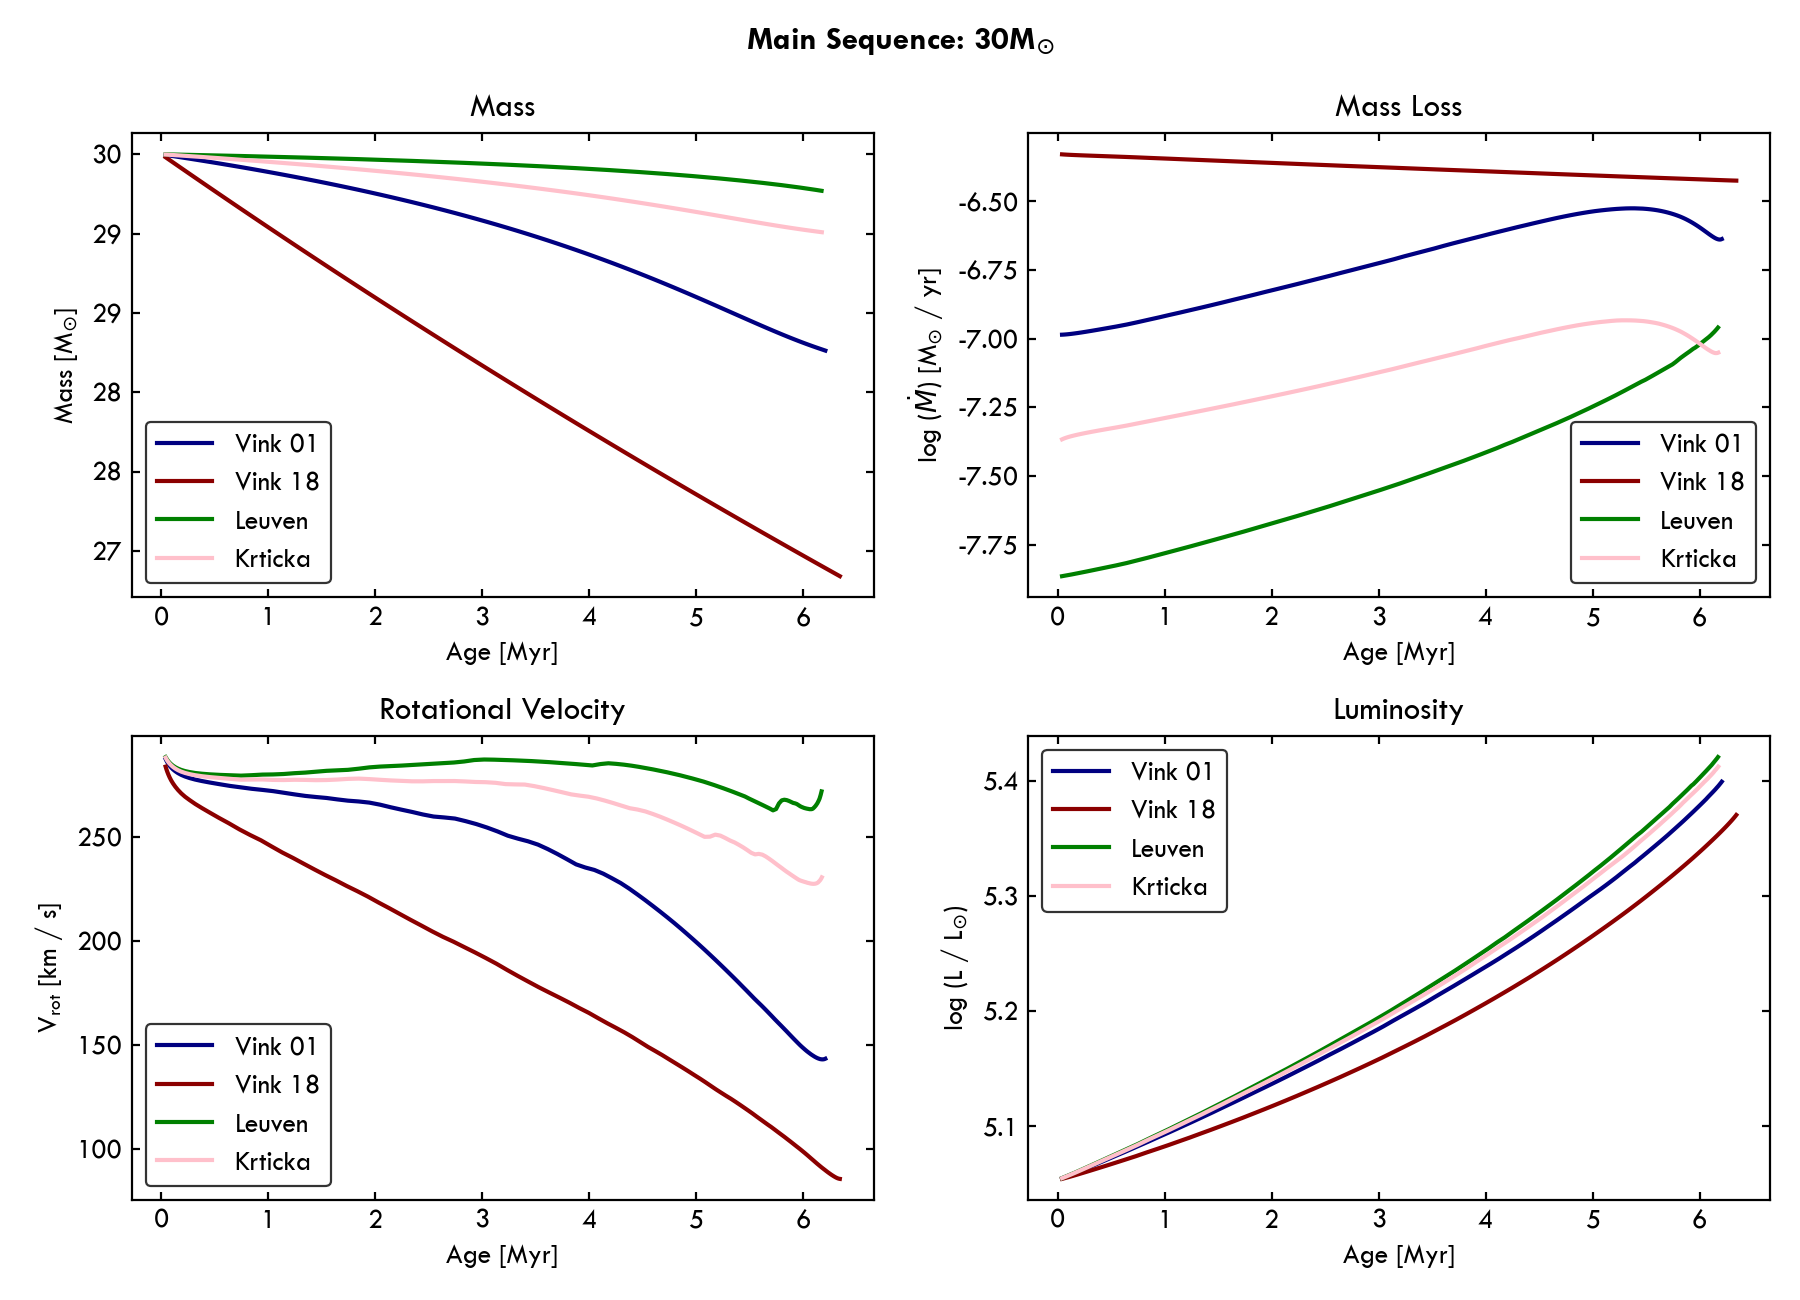 Main Sequence: 30M⊙
Mass
30
29
29
28
28
27
Mass [M⊙]
Vink 01
Vink 18
Leuven
Krticka
0 1 2 3 4 5 6
Age [Myr]
Mass Loss
-6.50
-6.75
-7.00
-7.25
-7.50
-7.75
log (Ṁ) [M⊙ / yr]
Vink 01
Vink 18
Leuven
Krticka
0 1 2 3 4 5 6
Age [Myr]
Rotational Velocity
250
200
150
100
Vrot [km / s]
Vink 01
Vink 18
Leuven
Krticka
0 1 2 3 4 5 6
Age [Myr]
Luminosity
5.4
5.3
5.2
5.1
log (L / L⊙)
Vink 01
Vink 18
Leuven
Krticka
0 1 2 3 4 5 6
Age [Myr]